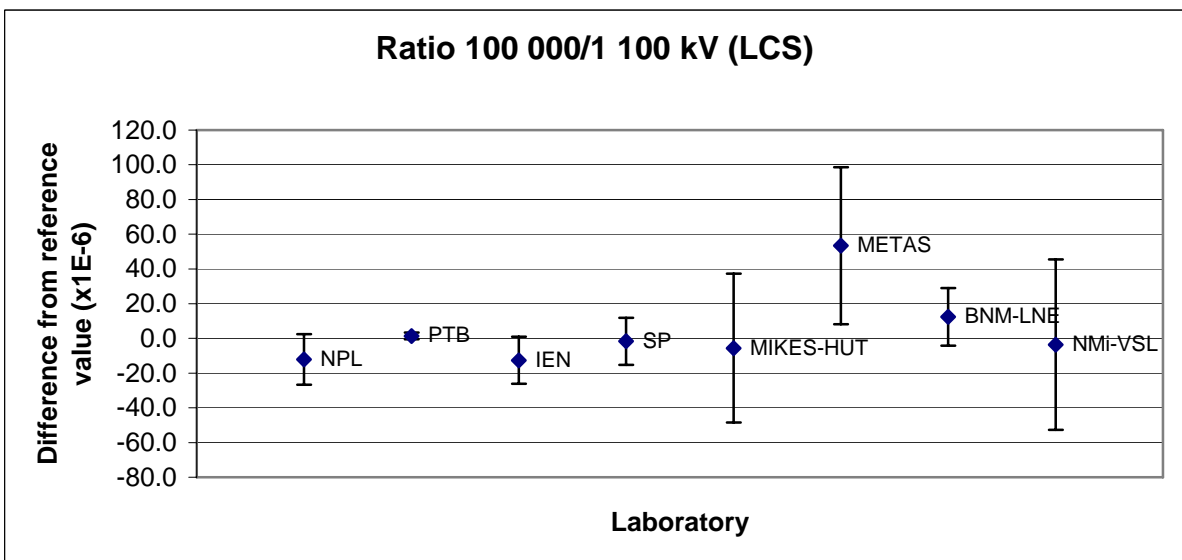 Ratio 100 000/1 100 kV (LCS)
Difference from reference
value (x1E-6)
120.0
100.0
80.0
60.0
40.0
20.0
0.0
-20.0
-40.0
-60.0
-80.0
NPL
PTB
IEN
SP
MIKES-HUT
METAS
BNM-LNE
NMi-VSL
Laboratory